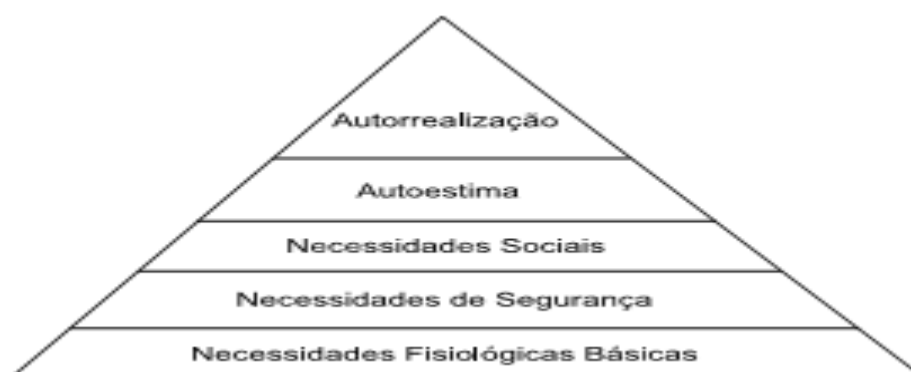 Autorrealização
Autoestima
Necessidades Sociais
Necessidades de Segurança
Necessidades Fisiológicas Básicas